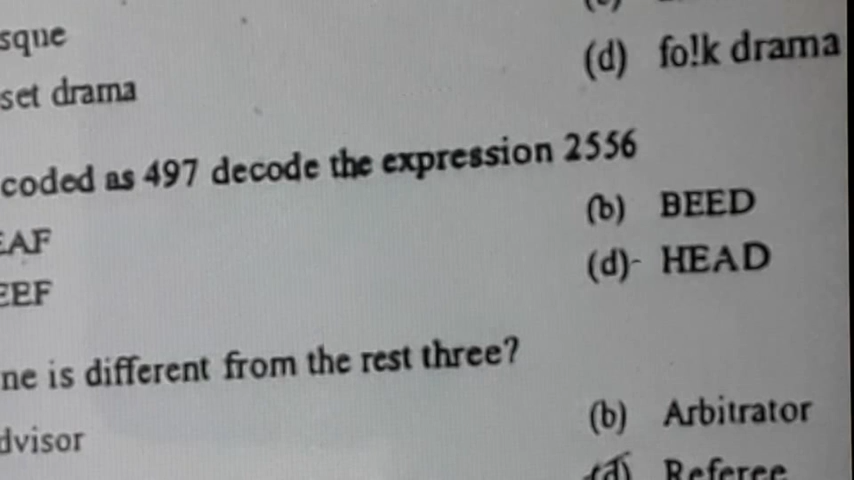 sque
(d) fo!k drama
set drama
coded as 497 decode the expression 2556
(b) BEED
EAF
(d)- HEAD
EEF
ne is different from the rest three?
(b) Arbitrator
dvisor
(d) Referee